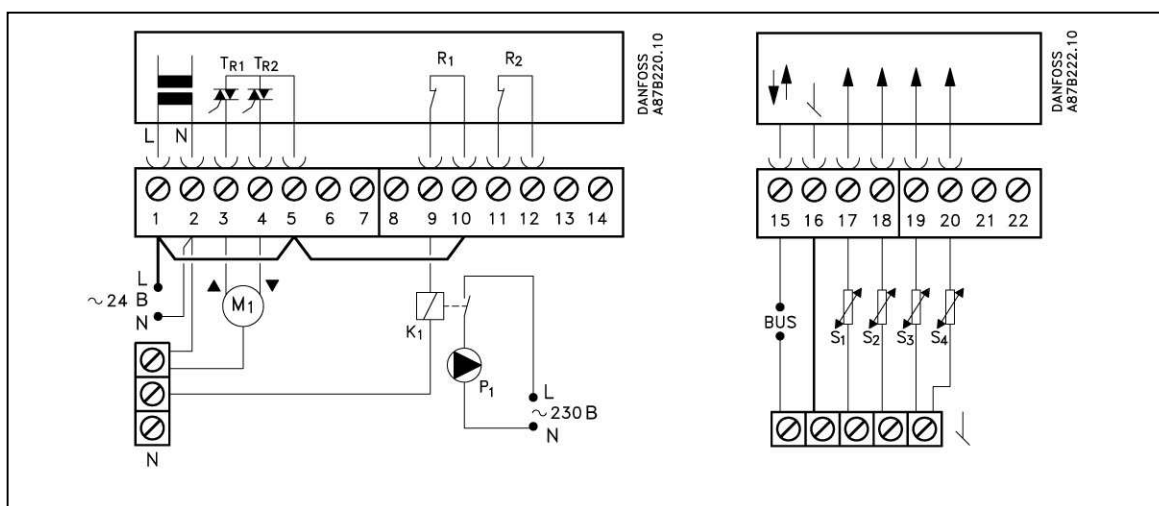 TR1 TR2 R1 R2
L N
DANFOSS
A87B220.10
1 2 3 4 5 6 7 8 9 10 11 12 13 14
L
~24 В
N
M1
K1
P1
L
~230 В
N
N
DANFOSS
A87B222.10
15 16 17 18 19 20 21 22
BUS
S1 S2 S3 S4